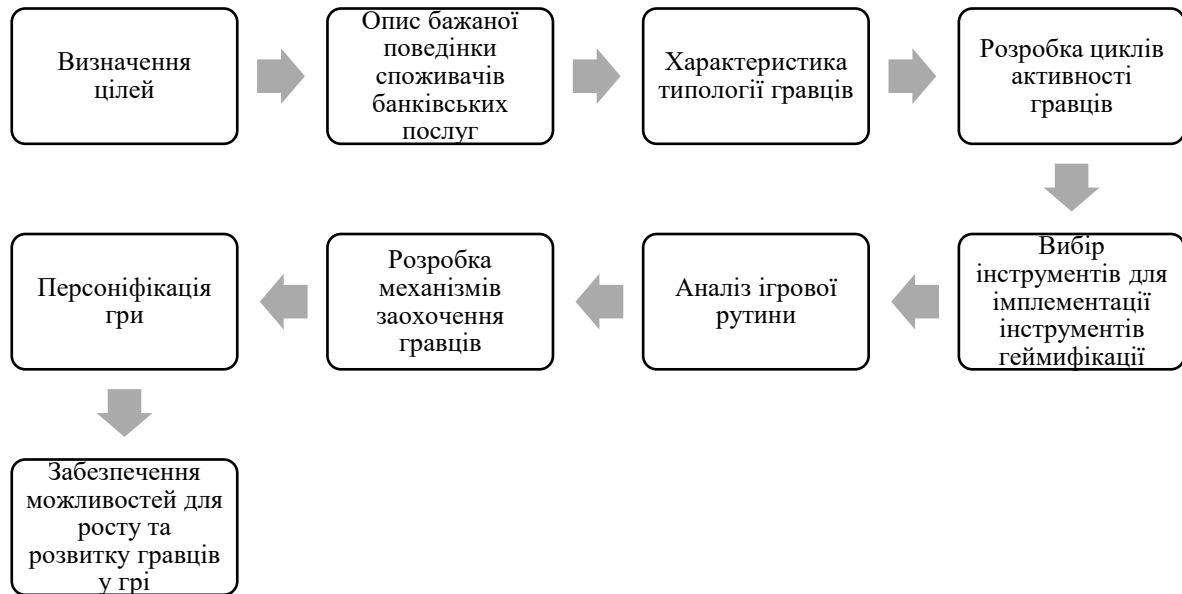 Визначення
цілей
Опис бажаної
поведінки
споживачів
банківських
послуг
Характеристика
типології гравців
Розробка циклів
активності
гравців
Вибір
інструментів для
імплементації
інструментів
геймифікації
Аналіз ігрової
рутини
Розробка
механізмів
заохочення
гравців
Персоніфікація
гри
Забезпечення
можливостей для
росту та
розвитку гравців
у грі